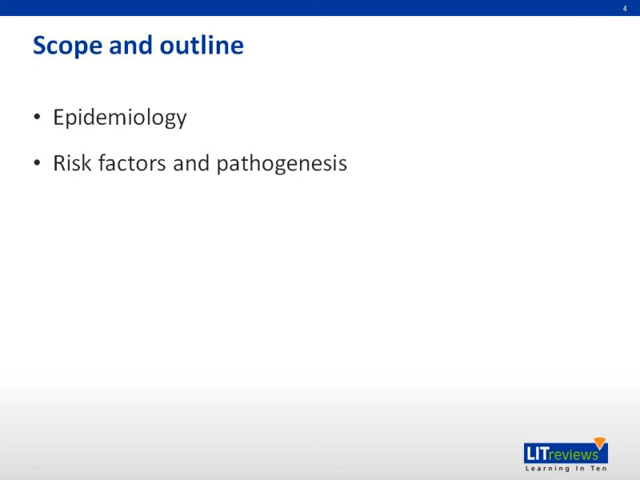 4
Scope and outline
• Epidemiology
• Risk factors and pathogenesis
LITreviews
Learning In Ten